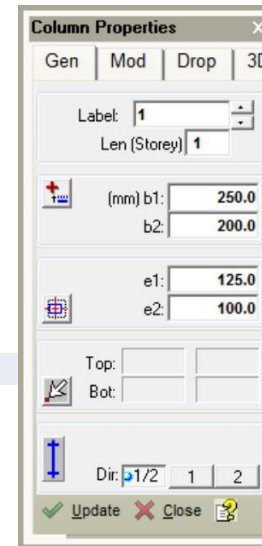 Column Properties
Gen Mod Drop 3D
Label: 1
Len (Storey) 1
(mm) b1: 250.0
b2: 200.0
e1: 125.0
e2: 100.0
Top:
Bot:
Dir: 1/2 1 2
Update Close